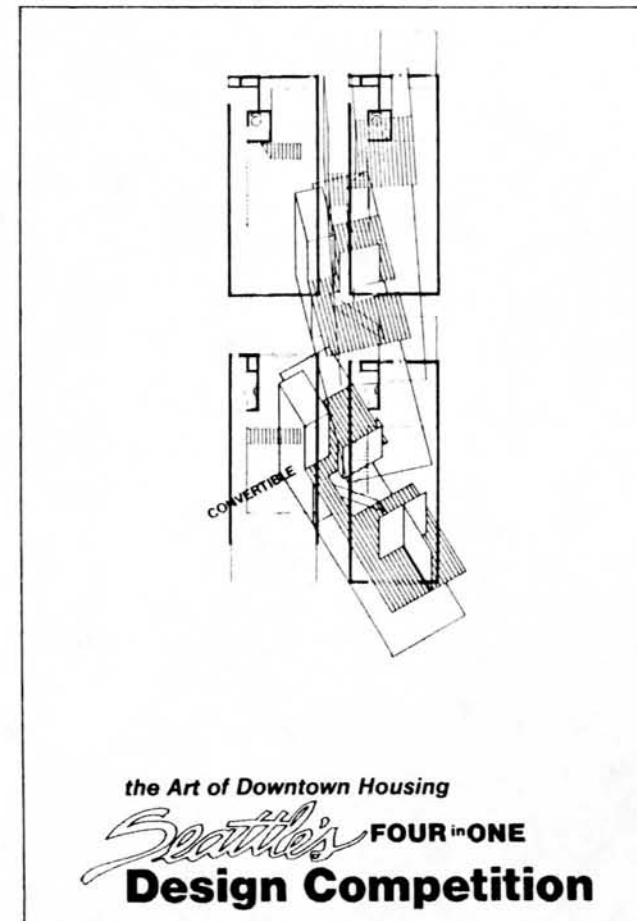 CONVERTIBLE
the Art of Downtown Housing
Seattle's FOUR in ONE
Design Competition